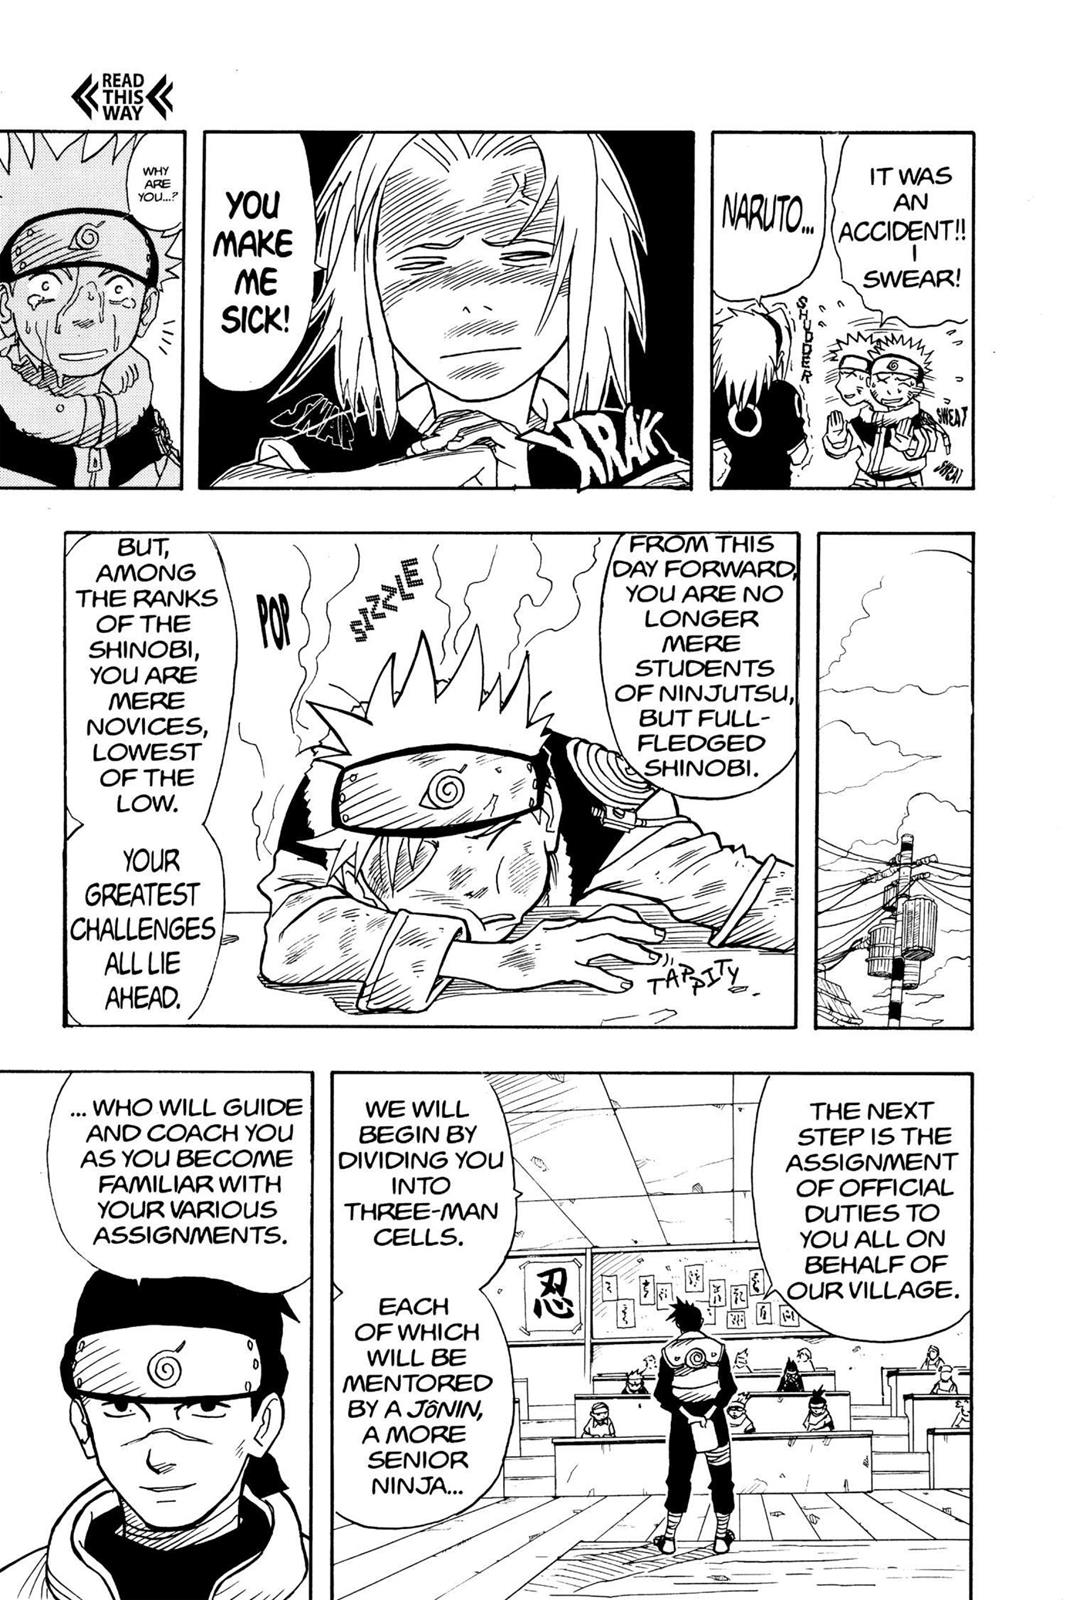 READ
THIS
WAY
IT WAS
AN
ACCIDENT!!
I
SWEAR!
NARUTO...
SHUDDER
SWEAT
SWEAT
YOU
MAKE
ME
SICK!
KRAK
WHY
ARE
YOU...?
FROM THIS
DAY FORWARD,
YOU ARE NO
LONGER
MERE
STUDENTS
OF NINJUTSU,
BUT FULL-
FLEDGED
SHINOBI.
SIZZLE
POP
TAPPITY
BUT,
AMONG
THE RANKS
OF THE
SHINOBI,
YOU ARE
MERE
NOVICES,
LOWEST
OF THE
LOW.
YOUR
GREATEST
CHALLENGES
ALL LIE
AHEAD.
THE NEXT
STEP IS THE
ASSIGNMENT
OF OFFICIAL
DUTIES TO
YOU ALL ON
BEHALF OF
OUR VILLAGE.
忍
WE WILL
BEGIN BY
DIVIDING YOU
INTO
THREE-MAN
CELLS.
EACH
OF WHICH
WILL BE
MENTORED
BY A JÔNIN,
A MORE
SENIOR
NINJA...
... WHO WILL GUIDE
AND COACH YOU
AS YOU BECOME
FAMILIAR WITH
YOUR VARIOUS
ASSIGNMENTS.